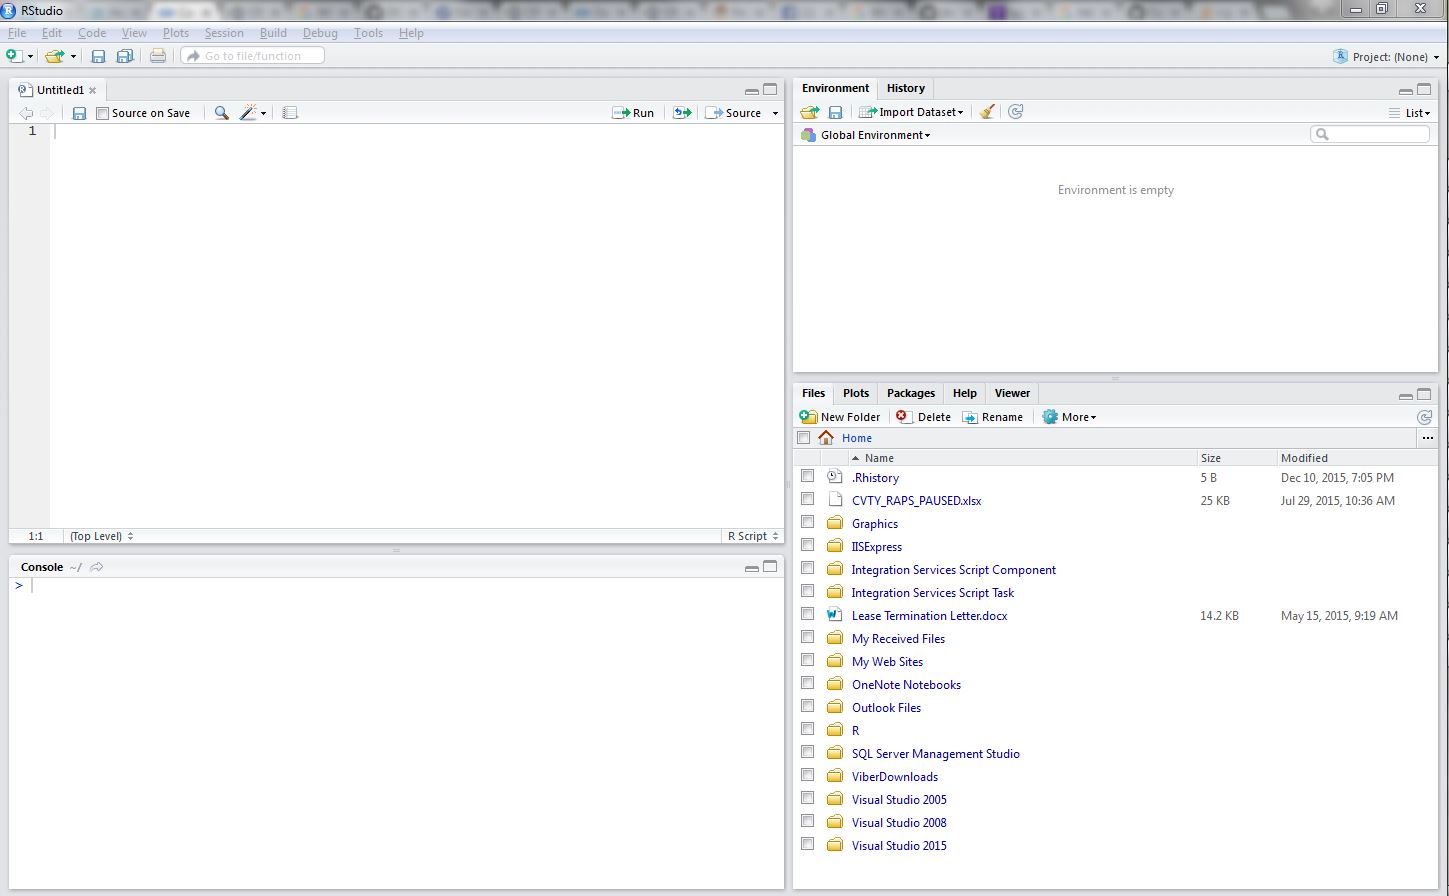 RStudio
File Edit Code View Plots Session Build Debug Tools Help
Go to file/function
Project: (None)
Untitled1
Source on Save
Run
Source
1
1:1 (Top Level)
R Script
Console ~/
>
Environment History
Import Dataset
List
Global Environment
Environment is empty
Files Plots Packages Help Viewer
New Folder Delete Rename More
Home
...
Name Size Modified
.Rhistory 5 B Dec 10, 2015, 7:05 PM
CVTY_RAPS_PAUSED.xlsx 25 KB Jul 29, 2015, 10:36 AM
Graphics
IISExpress
Integration Services Script Component
Integration Services Script Task
Lease Termination Letter.docx 14.2 KB May 15, 2015, 9:19 AM
My Received Files
My Web Sites
OneNote Notebooks
Outlook Files
R
SQL Server Management Studio
ViberDownloads
Visual Studio 2005
Visual Studio 2008
Visual Studio 2015